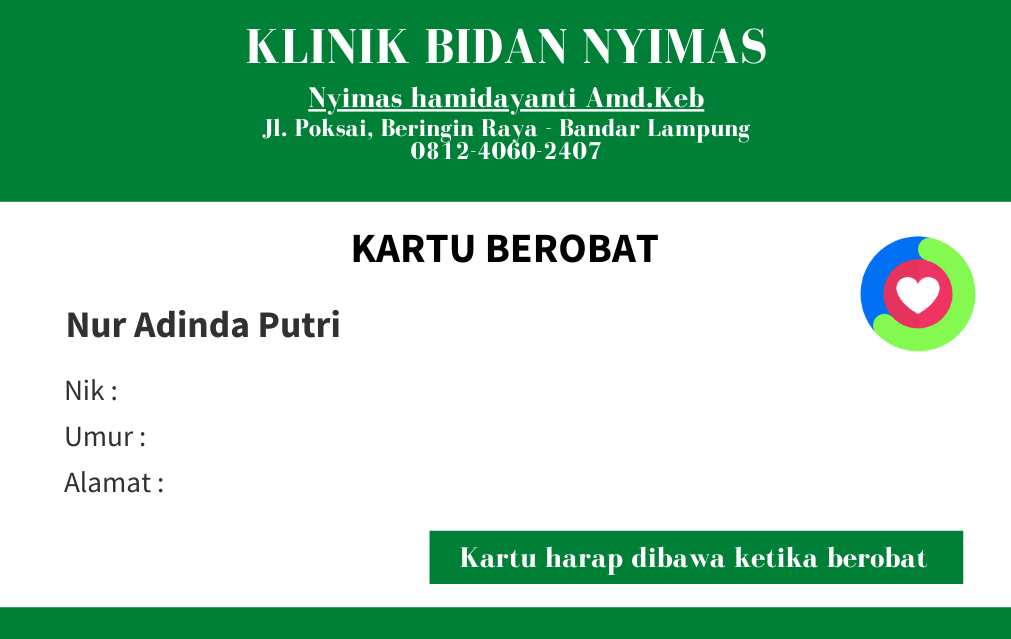 KLINIK BIDAN NYIMAS
Nyimas hamidayanti Amd.Keb
Jl. Poksai, Beringin Raya - Bandar Lampung
0812-4060-2407
KARTU BEROBAT
Nur Adinda Putri
Nik :
Umur :
Alamat :
Kartu harap dibawa ketika berobat